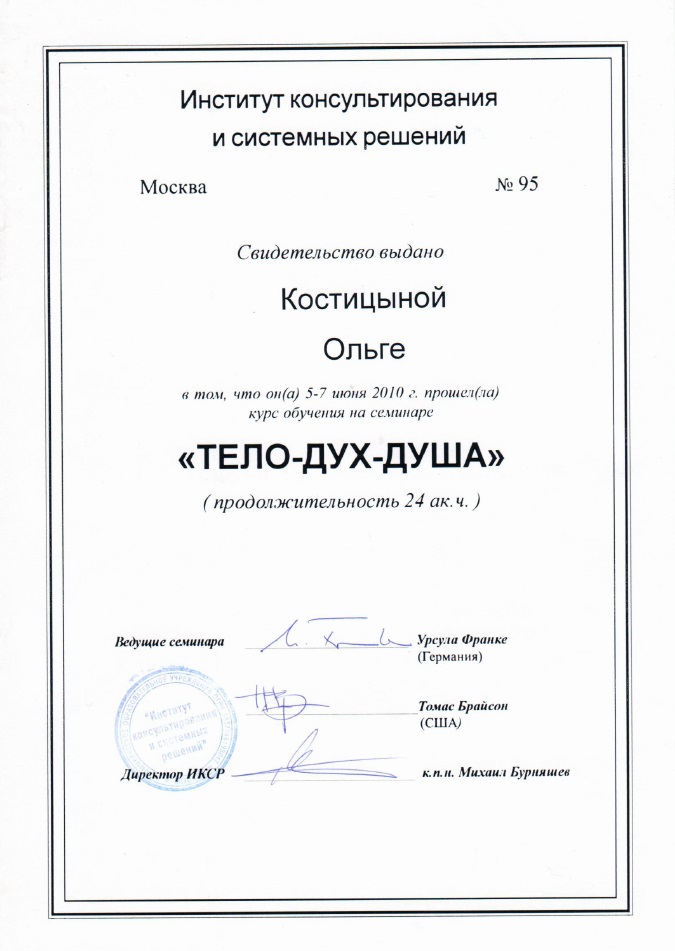 Институт консультирования
и системных решений
Москва
№ 95
Свидетельство выдано
Костицыной
Ольге
в том, что он(а) 5-7 июня 2010 г. прошел(ла)
курс обучения на семинаре
«ТЕЛО-ДУХ-ДУША»
( продолжительность 24 ак.ч. )
Ведущие семинара
Урсула Франке
(Германия)
Томас Брайсон
(США)
"Институт
консультирования
и системных
решений"
Директор ИКСР
к.п.н. Михаил Бурняшев